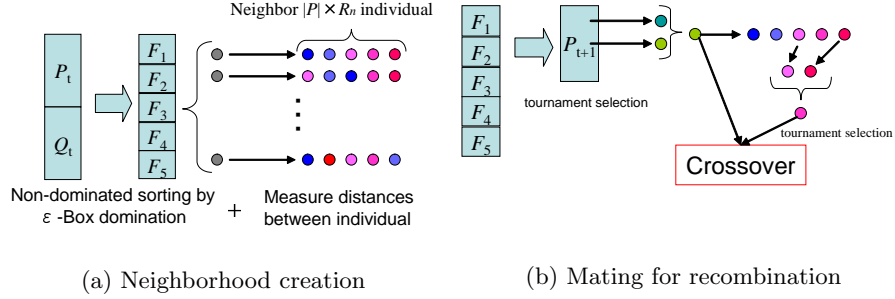 Neighbor |P| × Rn individual
Pt
Qt
F1
F2
F3
F4
F5
Non-dominated sorting by
ε -Box domination
+
Measure distances
between individual
(a) Neighborhood creation
F1
F2
F3
F4
F5
Pt+1
tournament selection
tournament selection
Crossover
(b) Mating for recombination